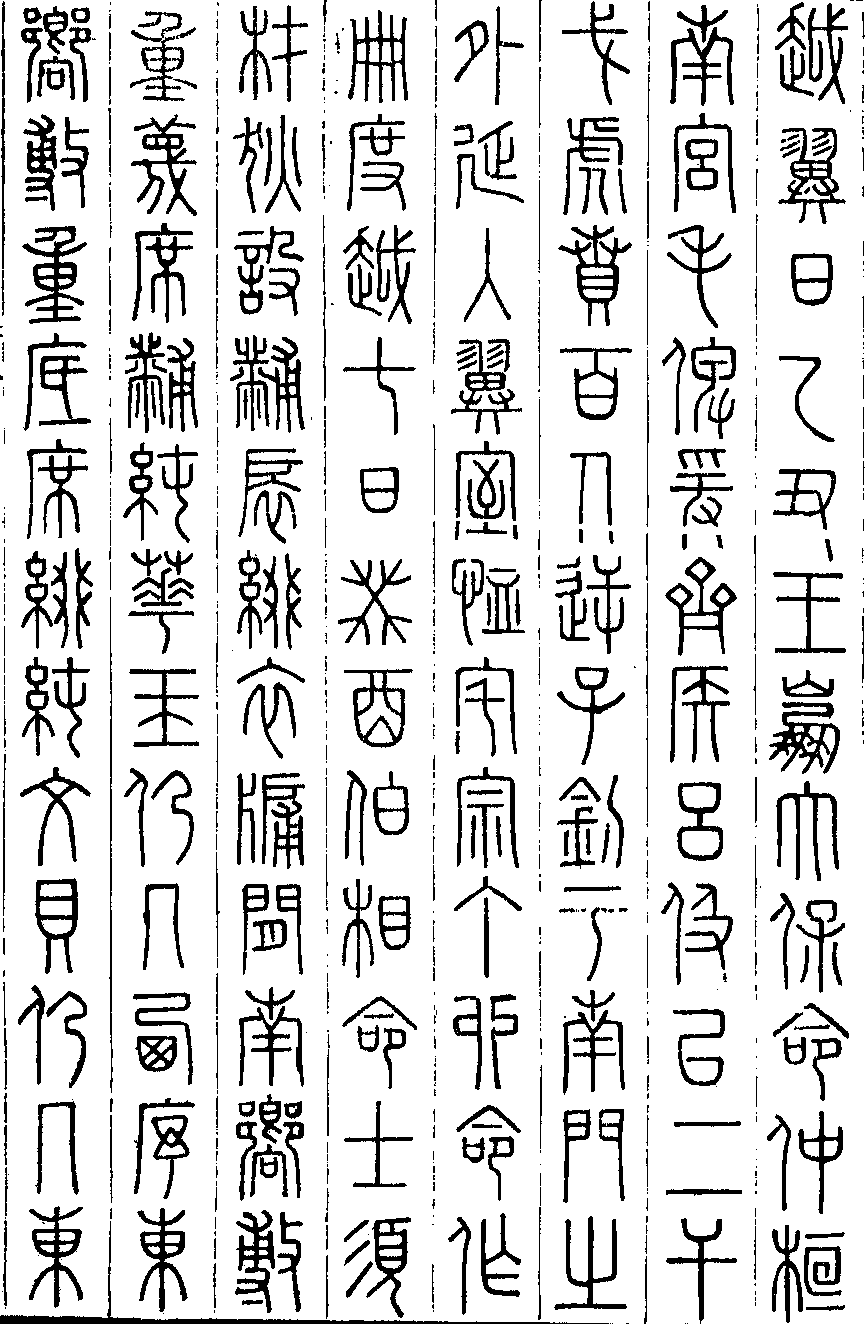 越翼日乙丑王崩大保命仲桓
南宮毛俾爰齊侯呂伋以二干
戈虎賁百人逆子釗于南門之
外延入翼室恤宅宗丁卯命作
冊度越七日癸酉伯相命士須
材狄設黼扆綴衣牖間南嚮敷
重篾席黼純華玉仍几西序東
嚮敷重底席綴純文貝仍几東